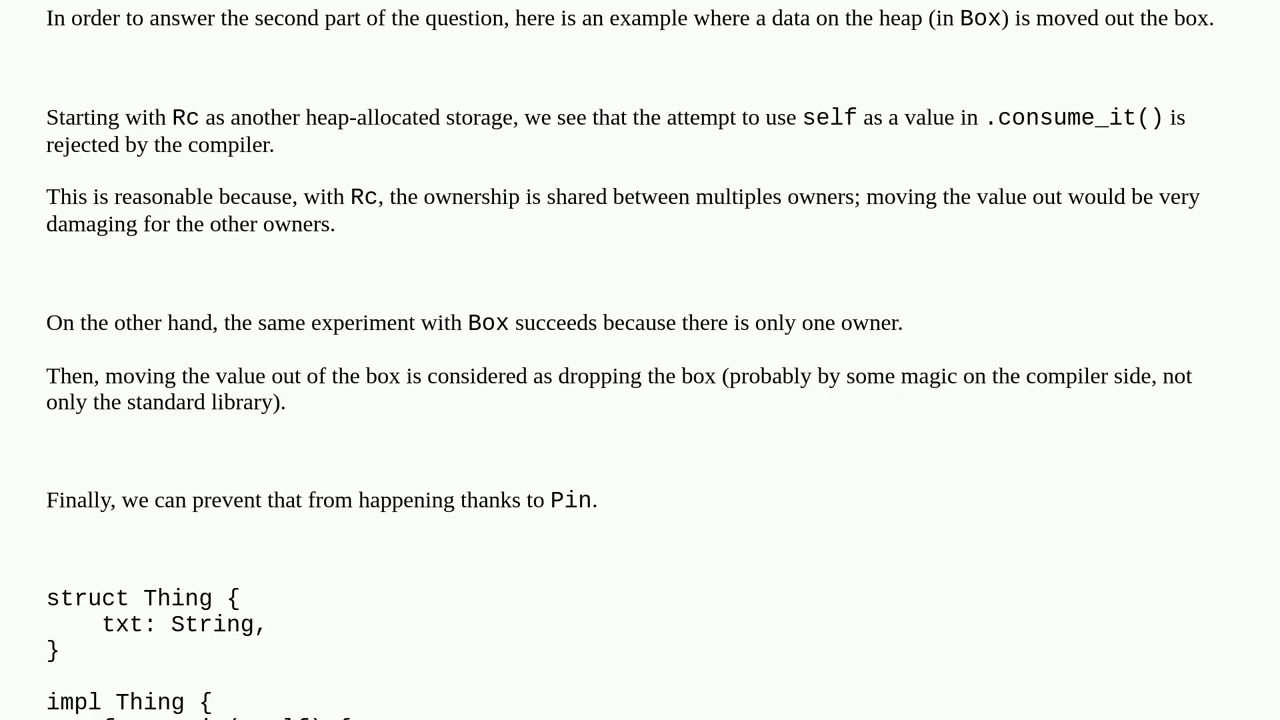 In order to answer the second part of the question, here is an example where a data on the heap (in Box) is moved out the box.
Starting with Rc as another heap-allocated storage, we see that the attempt to use self as a value in .consume_it() is
rejected by the compiler.
This is reasonable because, with Rc, the ownership is shared between multiples owners; moving the value out would be very
damaging for the other owners.
On the other hand, the same experiment with Box succeeds because there is only one owner.
Then, moving the value out of the box is considered as dropping the box (probably by some magic on the compiler side, not
only the standard library).
Finally, we can prevent that from happening thanks to Pin.
struct Thing {
    txt: String,
}
impl Thing {